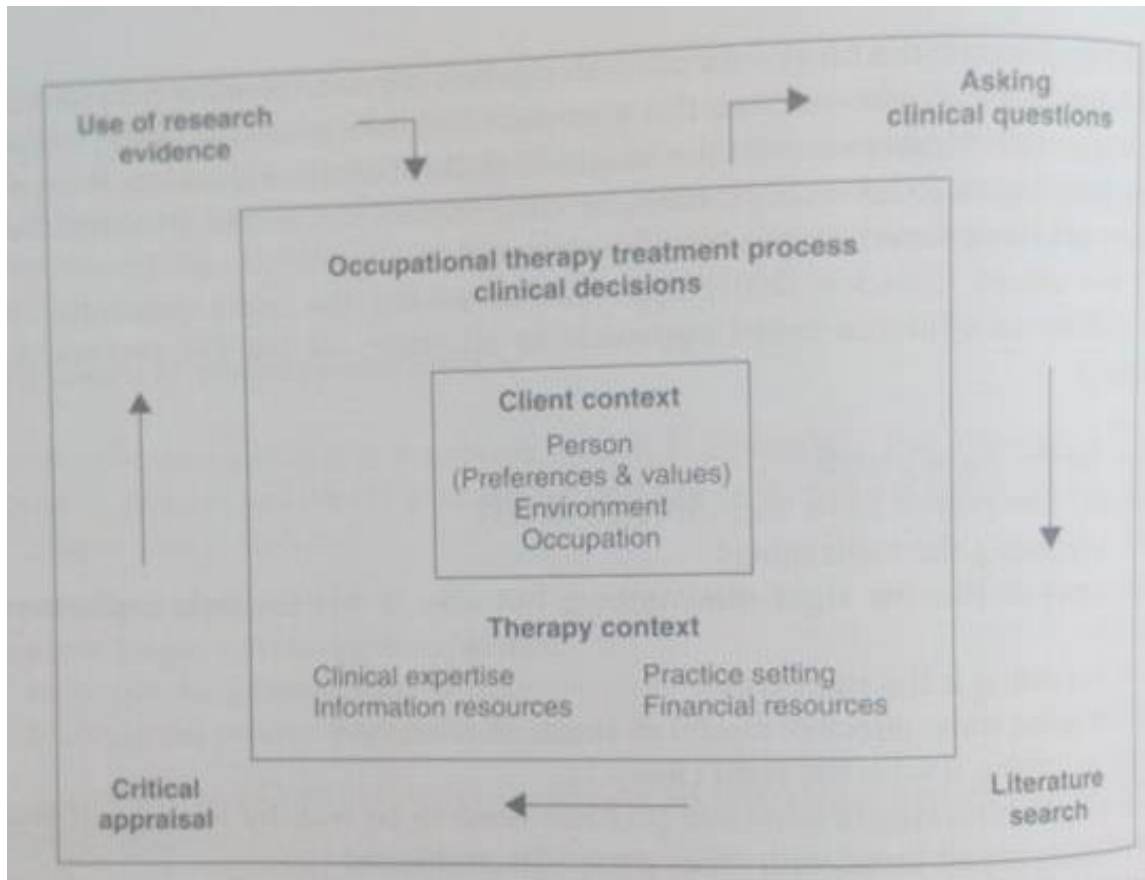 Use of research
evidence
Asking
clinical questions
Occupational therapy treatment process
clinical decisions
Client context
Person
(Preferences & values)
Environment
Occupation
Therapy context
Clinical expertise
Information resources
Practice setting
Financial resources
Critical
appraisal
Literature
search